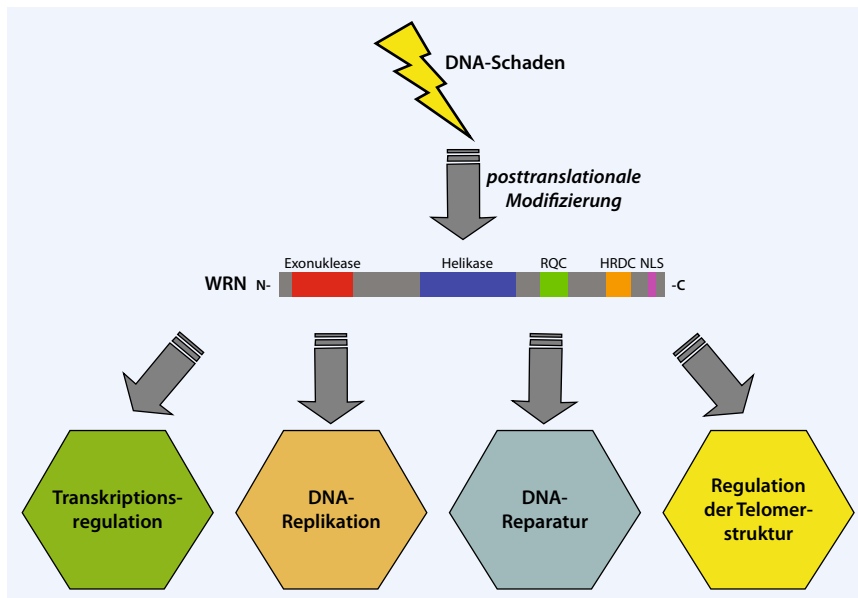 DNA-Schaden
posttranslationale
Modifizierung
Exonuklease Helikase RQC HRDC NLS
WRN N- -C
Transkriptions-
regulation
DNA-
Replikation
DNA-
Reparatur
Regulation
der Telomer-
struktur